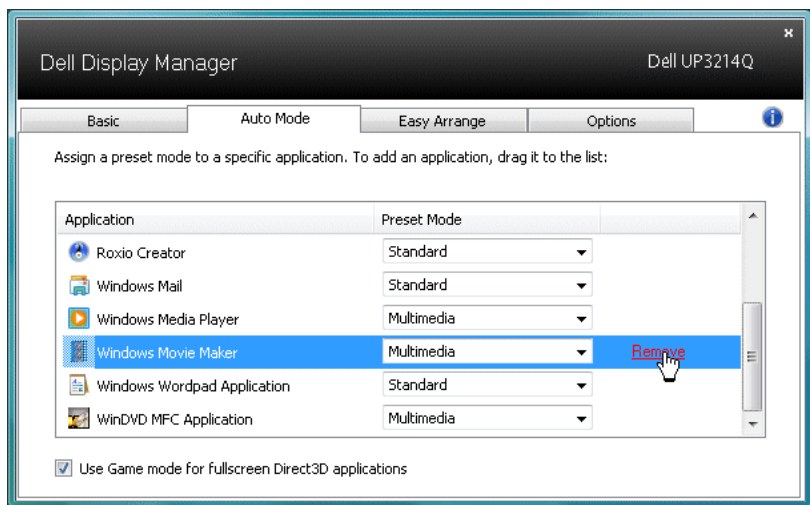 x
Dell Display Manager Dell UP3214Q
Basic Auto Mode Easy Arrange Options
Assign a preset mode to a specific application. To add an application, drag it to the list:
Application Preset Mode
Roxio Creator Standard
Windows Mail Standard
Windows Media Player Multimedia
Windows Movie Maker Multimedia Remove
Windows Wordpad Application Standard
WinDVD MFC Application Multimedia
Use Game mode for fullscreen Direct3D applications